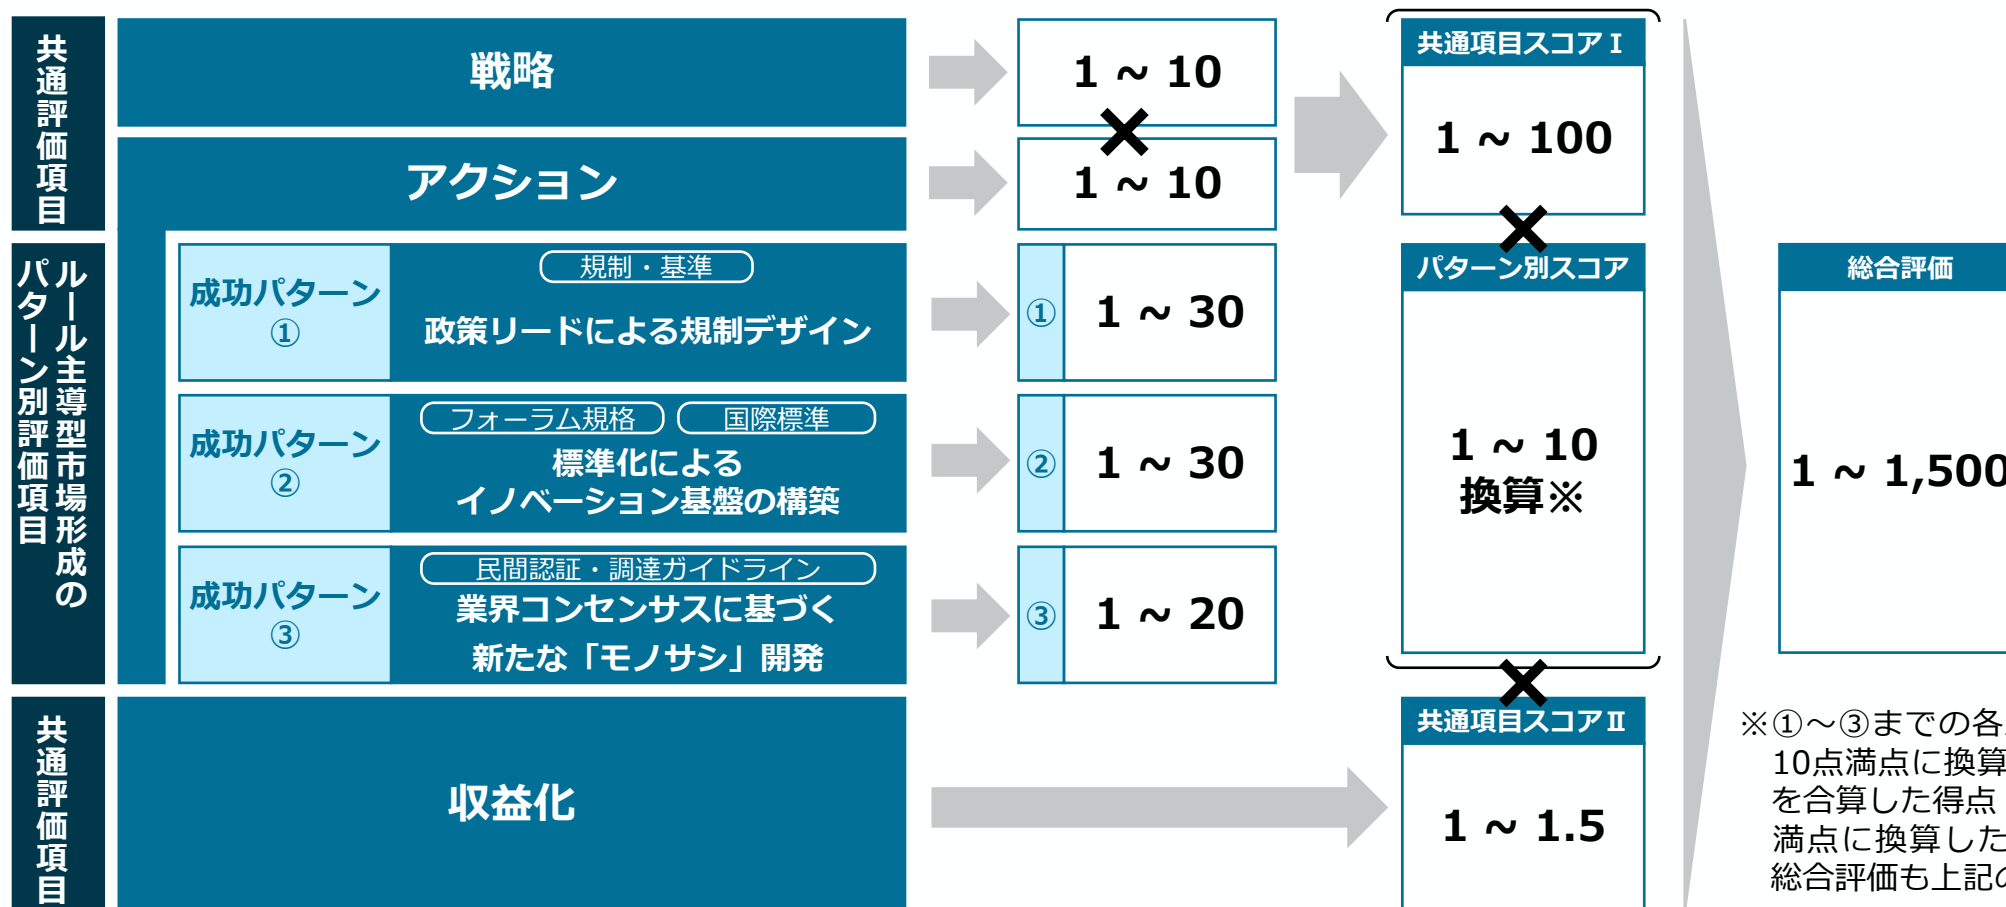 共通評価項目
戦略
1 ~ 10
×
アクション
1 ~ 10
共通項目スコアⅠ
1 ~ 100
×
ルール主導型市場形成の
パターン別評価項目
成功パターン
①
規制・基準
政策リードによる規制デザイン
①
1 ~ 30
成功パターン
②
フォーラム規格
国際標準
標準化による
イノベーション基盤の構築
②
1 ~ 30
成功パターン
③
民間認証・調達ガイドライン
業界コンセンサスに基づく
新たな「モノサシ」開発
③
1 ~ 20
パターン別スコア
1 ~ 10
換算※
×
総合評価
1 ~ 1,500
共通評価項目
収益化
共通項目スコアⅡ
1 ~ 1.5
※①～③までの各
10点満点に換算
を合算した得点
満点に換算した
総合評価も上記